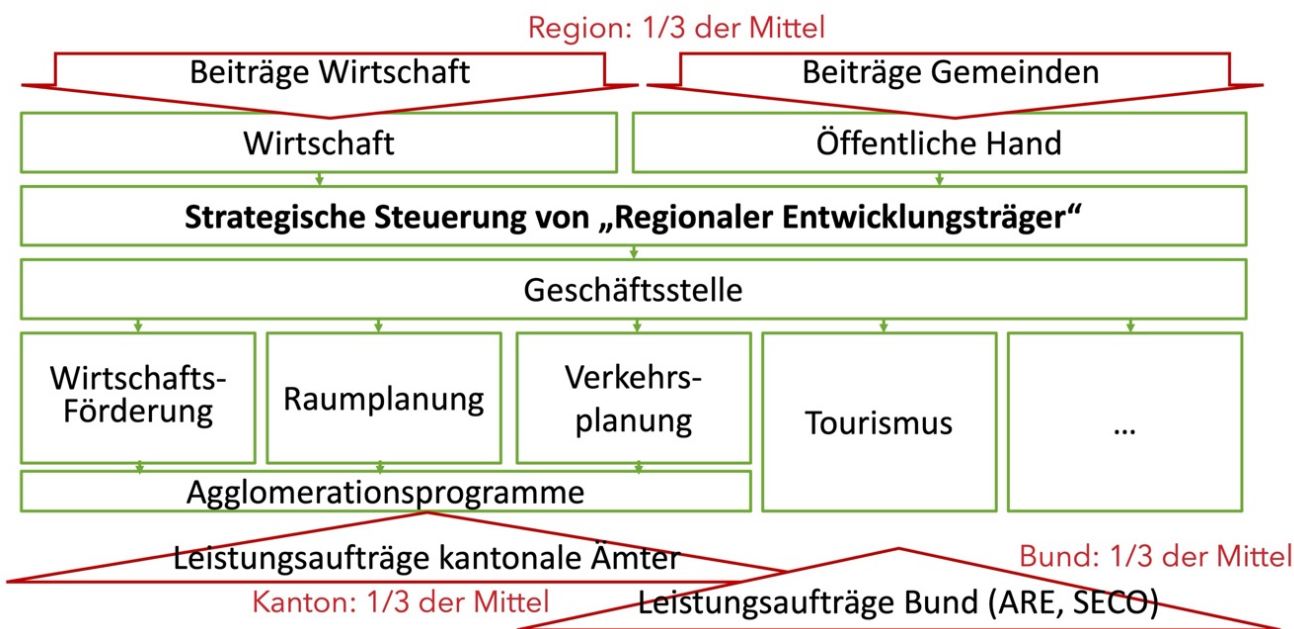 Region: 1/3 der Mittel
Beiträge Wirtschaft
Beiträge Gemeinden
Wirtschaft
Öffentliche Hand
Strategische Steuerung von „Regionaler Entwicklungsträger“
Geschäftsstelle
Wirtschafts-
Förderung
Raumplanung
Verkehrs-
planung
Tourismus
...
Agglomerationsprogramme
Leistungsaufträge kantonale Ämter
Bund: 1/3 der Mittel
Kanton: 1/3 der Mittel
Leistungsaufträge Bund (ARE, SECO)